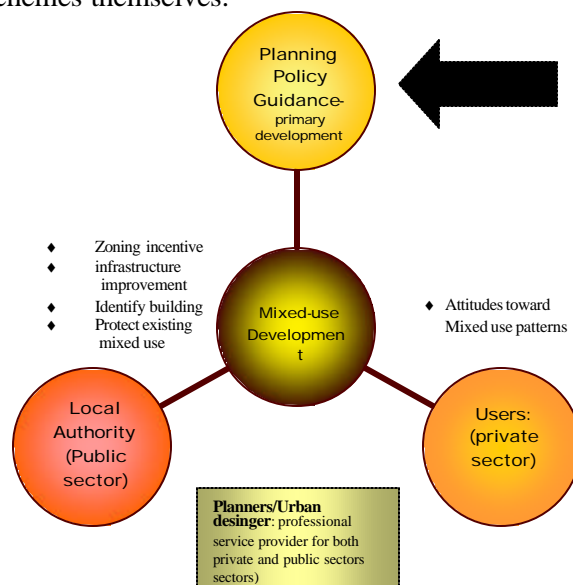 chemes themselves.
Planning
Policy
Guidance-
primary
development
♦ Zoning incentive
♦ infrastructure
improvement
♦ Identify building
♦ Protect existing
mixed use
Mixed-use
Developmen
t
♦ Attitudes toward
Mixed use patterns
Local
Authority
(Public
sector)
Users:
(private
sector)
Planners/Urban
desinger: professional
service provider for both
private and public sectors
sectors)